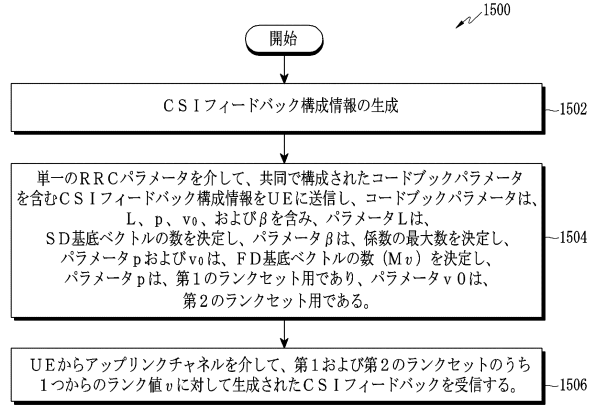 1500
開始
CSIフィードバック構成情報の生成
1502
単一のRRCパラメータを介して、共同で構成されたコードブックパラメータ
を含むCSIフィードバック構成情報をUEに送信し、コードブックパラメータは、
L、p、v₀、およびβを含み、パラメータLは、
SD基底ベクトルの数を決定し、パラメータβは、係数の最大数を決定し、
パラメータpおよびv₀は、FD基底ベクトルの数（Mυ）を決定し、
パラメータpは、第1のランクセット用であり、パラメータv0は、
第2のランクセット用である。
1504
UEからアップリンクチャネルを介して、第1および第2のランクセットのうち
1つからのランク値υに対して生成されたCSIフィードバックを受信する。
1506